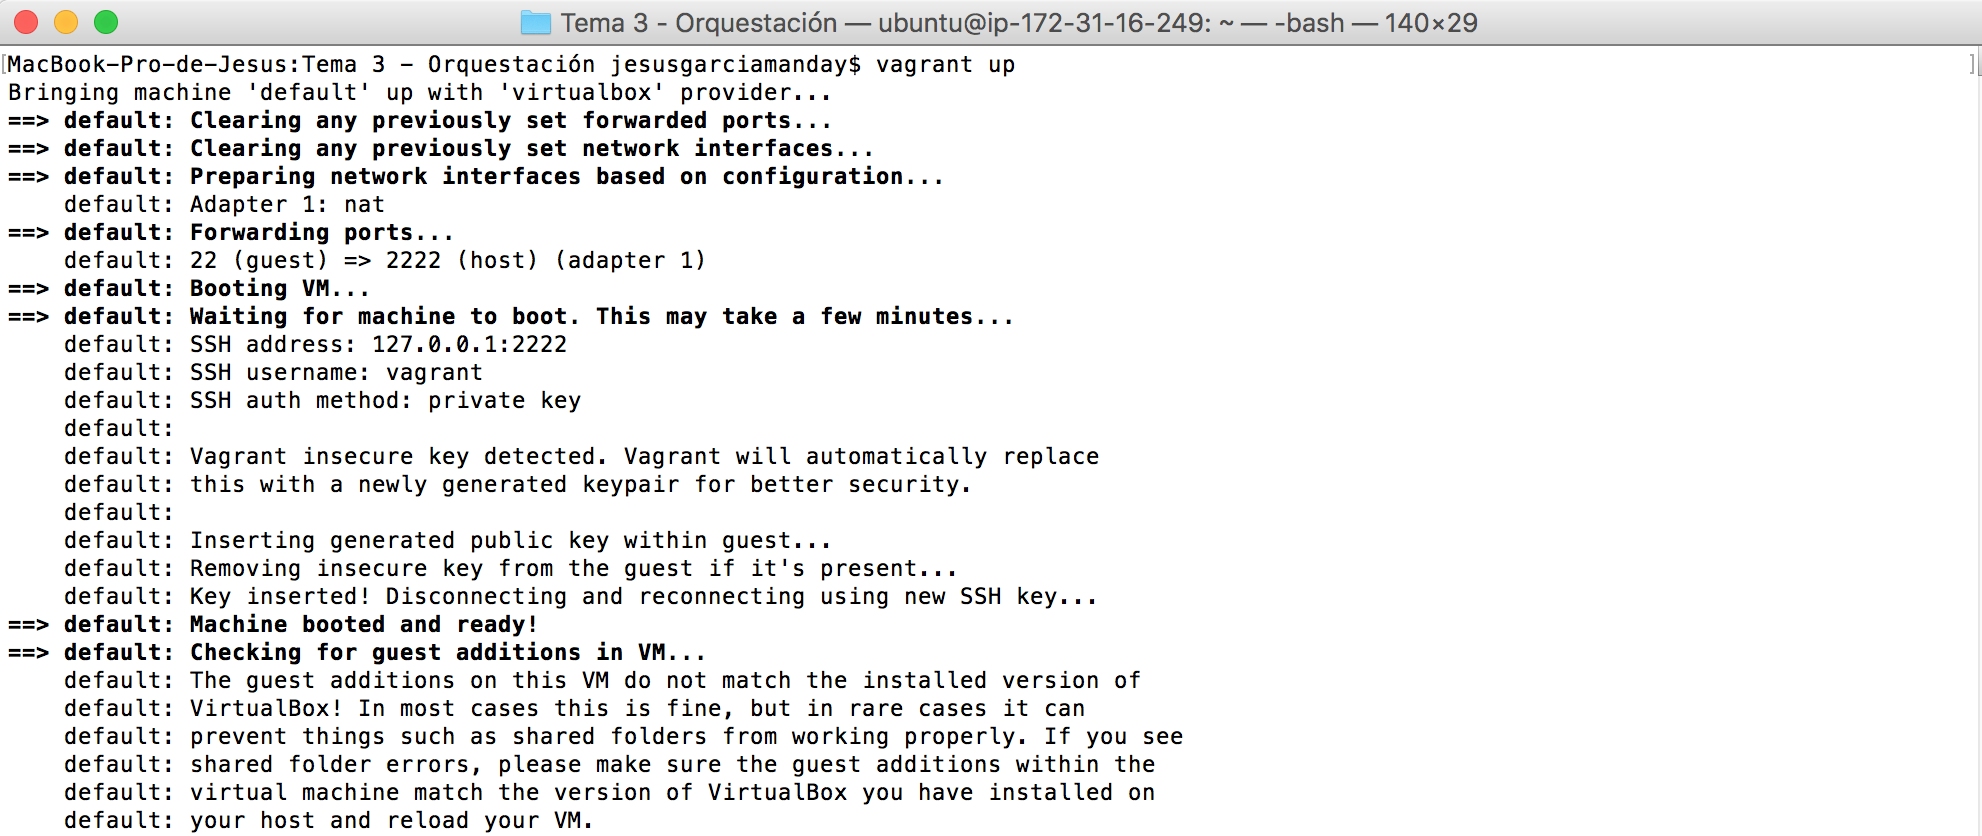 Tema 3 - Orquestación — ubuntu@ip-172-31-16-249: ~ — -bash — 140×29
[MacBook-Pro-de-Jesus:Tema 3 - Orquestación jesusgarciamanday$ vagrant up ]
Bringing machine 'default' up with 'virtualbox' provider...
==> default: Clearing any previously set forwarded ports...
==> default: Clearing any previously set network interfaces...
==> default: Preparing network interfaces based on configuration...
    default: Adapter 1: nat
==> default: Forwarding ports...
    default: 22 (guest) => 2222 (host) (adapter 1)
==> default: Booting VM...
==> default: Waiting for machine to boot. This may take a few minutes...
    default: SSH address: 127.0.0.1:2222
    default: SSH username: vagrant
    default: SSH auth method: private key
    default:
    default: Vagrant insecure key detected. Vagrant will automatically replace
    default: this with a newly generated keypair for better security.
    default:
    default: Inserting generated public key within guest...
    default: Removing insecure key from the guest if it's present...
    default: Key inserted! Disconnecting and reconnecting using new SSH key...
==> default: Machine booted and ready!
==> default: Checking for guest additions in VM...
    default: The guest additions on this VM do not match the installed version of
    default: VirtualBox! In most cases this is fine, but in rare cases it can
    default: prevent things such as shared folders from working properly. If you see
    default: shared folder errors, please make sure the guest additions within the
    default: virtual machine match the version of VirtualBox you have installed on
    default: your host and reload your VM.